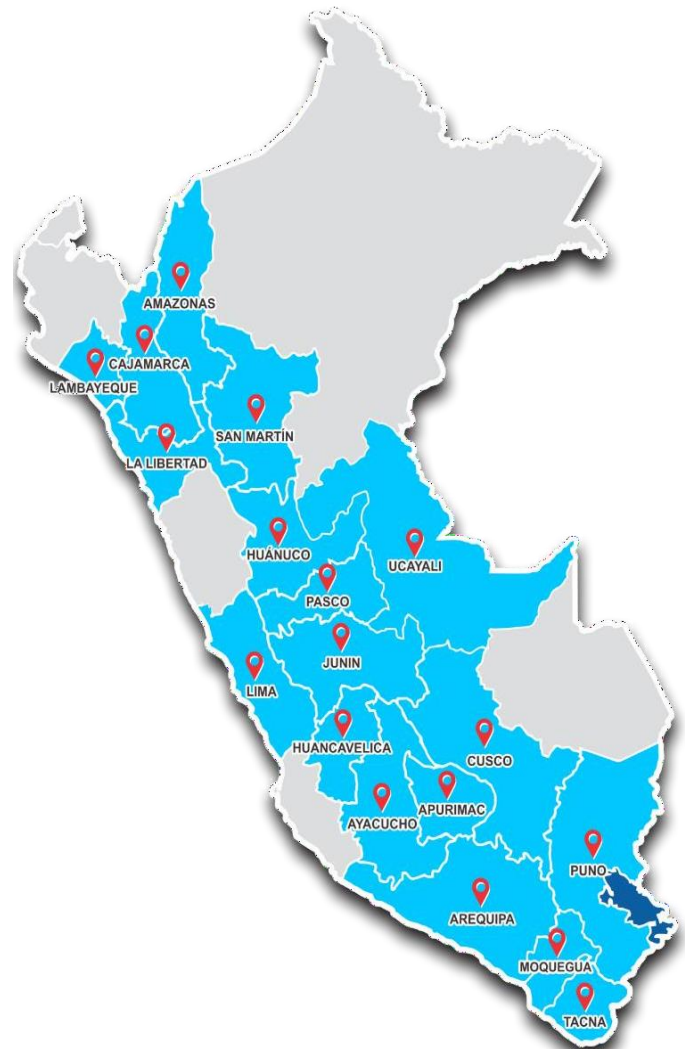 AMAZONAS
CAJAMARCA
LAMBAYEQUE
SAN MARTÍN
LA LIBERTAD
HUÁNUCO
UCAYALI
PASCO
JUNIN
LIMA
HUANCAVELICA
CUSCO
APURIMAC
AYACUCHO
PUNO
AREQUIPA
MOQUEGUA
TACNA